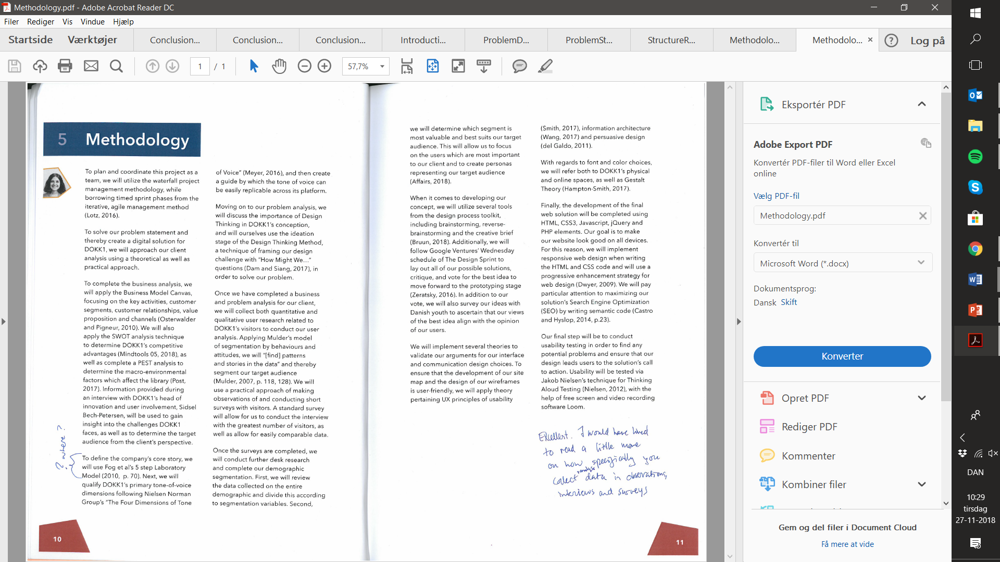 Methodology.pdf - Adobe Acrobat Reader DC
Filer Rediger Vis Vindue Hjælp
Startside Værktøjer Conclusion... Conclusion... Conclusion... Introducti... ProblemD... ProblemSt... StructureR... Methodolo... Methodolo... Log på
1 / 1 57,7%
5 Methodology
To plan and coordinate this project as a
team, we will utilize the waterfall project
management methodology, while
borrowing timed sprint phases from the
iterative, agile management method
(Lotz, 2016).
To solve our problem statement and
thereby create a digital solution for
DOKK1, we will approach our client
analysis using a theoretical as well as
practical approach.
To complete the business analysis, we
will apply the Business Model Canvas,
focusing on the key activities, customer
segments, customer relationships, value
proposition and channels (Osterwalder
and Pigneur, 2010). We will also
apply the SWOT analysis technique
to determine DOKK1's competitive
advantages (Mindtools 05, 2018), as
well as complete a PEST analysis to
determine the macro-environmental
factors which affect the library (Post,
2017). Information provided during
an interview with DOKK1's head of
innovation and user involvement, Sidsel
Bech-Petersen, will be used to gain
insight into the challenges DOKK1
faces, as well as to determine the target
audience from the client's perspective.
? where ?
To define the company's core story, we
will use Fog et al's 5 step Laboratory
Model (2010, p. 70). Next, we will
qualify DOKK1's primary tone-of-voice
dimensions following Nielsen Norman
Group's "The Four Dimensions of Tone
10
of Voice" (Meyer, 2016), and then create
a guide by which the tone of voice can
be easily replicable across its platform.
Moving on to our problem analysis, we
will discuss the importance of Design
Thinking in DOKK1's conception,
and will ourselves use the ideation
stage of the Design Thinking Method,
a technique of framing our design
challenge with "How Might We..."
questions (Dam and Siang, 2017), in
order to solve our problem.
Once we have completed a business
and problem analysis for our client,
we will collect both quantitative and
qualitative user research related to
DOKK1's visitors to conduct our user
analysis. Applying Mulder's model
of segmentation by behaviours and
attitudes, we will "[find] patterns
and stories in the data" and thereby
segment our target audience
(Mulder, 2007, p. 118, 128). We will
use a practical approach of making
observations of and conducting short
surveys with visitors. A standard survey
will allow for us to conduct the interview
with the greatest number of visitors, as
well as allow for easily comparable data.
Once the surveys are completed, we
will conduct further desk research
and complete our demographic
segmentation. First, we will review
the data collected on the entire
demographic and divide this according
to segmentation variables. Second,
we will determine which segment is
most valuable and best suits our target
audience. This will allow us to focus
on the users which are most important
to our client and to create personas
representing our target audience
(Affairs, 2018).
When it comes to developing our
concept, we will utilize several tools
from the design process toolkit,
including brainstorming, reverse-
brainstorming and the creative brief
(Bruun, 2018). Additionally, we will
follow Google Ventures' Wednesday
schedule of The Design Sprint to
lay out all of our possible solutions,
critique, and vote for the best idea to
move forward to the prototyping stage
(Zeratsky, 2016). In addition to our
vote, we will also survey our ideas with
Danish youth to ascertain that our views
of the best idea align with the opinion
of our users.
We will implement several theories to
validate our arguments for our interface
and communication design choices. To
ensure that the development of our site
map and the design of our wireframes
is user-friendly, we will apply theory
pertaining UX principles of usability
(Smith, 2017), information architecture
(Wang, 2017) and persuasive design
(del Galdo, 2011).
With regards to font and color choices,
we will refer both to DOKK1's physical
and online spaces, as well as Gestalt
Theory (Hampton-Smith, 2017).
Finally, the development of the final
web solution will be completed using
HTML, CSS3, Javascript, jQuery and
PHP elements. Our goal is to make
our website look good on all devices.
For this reason, we will implement
responsive web design when writing
the HTML and CSS code and will use a
progressive enhancement strategy for
web design (Dwyer, 2009). We will pay
particular attention to maximizing our
solution's Search Engine Optimization
(SEO) by writing semantic code (Castro
and Hyslop, 2014, p.23).
Our final step will be to conduct
usability testing in order to find any
potential problems and ensure that our
design leads users to the solution's call
to action. Usability will be tested via
Jakob Nielsen's technique for Thinking
Aloud Testing (Nielsen, 2012), with the
help of free screen and video recording
software Loom.
Excellent. I would have loved
to read a little more
on how specifically you
collect + analyse data in observations,
interviews and surveys
11
Eksportér PDF
Adobe Export PDF
Konvertér PDF-filer til Word eller Excel
online
Vælg PDF-fil
Methodology.pdf
Konvertér til
Microsoft Word (*.docx)
Dokumentsprog:
Dansk Skift
Konverter
Opret PDF
Rediger PDF
Kommenter
Kombiner filer
Gem og del filer i Document Cloud
Få mere at vide
DAN
10:29
tirsdag
27-11-2018